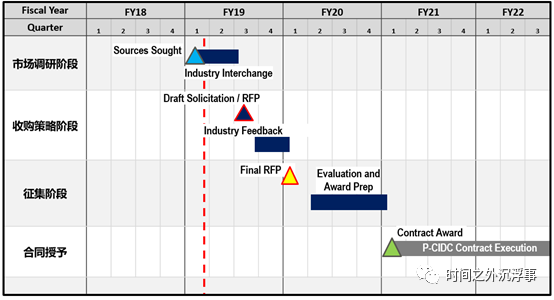 Fiscal Year FY18 FY19 FY20 FY21 FY22
Quarter 1 2 3 4 1 2 3 4 1 2 3 4 1 2 3 4 1 2 3
市场调研阶段
Sources Sought
Industry Interchange
Draft Solicitation / RFP
收购策略阶段
Industry Feedback
Final RFP
Evaluation and
Award Prep
征集阶段
Contract Award
P-CIDC Contract Execution
合同授予
时间之外沉浮事